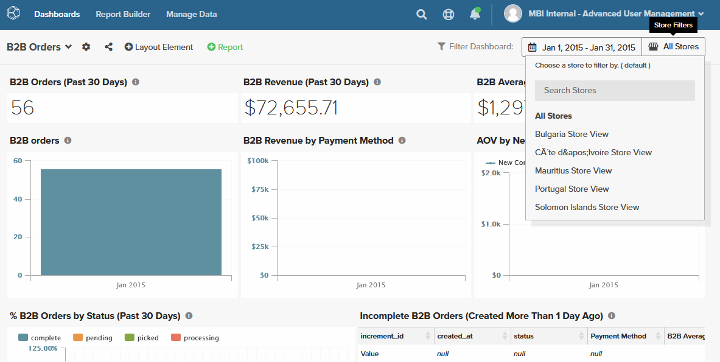 Dashboards Report Builder Manage Data MBI Internal - Advanced User Management
Store Filters
B2B Orders Layout Element Report Filter Dashboard: Jan 1, 2015 - Jan 31, 2015 All Stores
Choose a store to filter by. ( default )
Search Stores
All Stores
Bulgaria Store View
CÃ´te d&apos;Ivoire Store View
Mauritius Store View
Portugal Store View
Solomon Islands Store View
B2B Orders (Past 30 Days) B2B Revenue (Past 30 Days) B2B Averag
56 $72,655.71 $1,29
B2B orders
60
40
20
0
Jan 2015
B2B Revenue by Payment Method
$100k
$75k
$50k
$25k
$0
Jan 2015
AOV by Ne
New Co
$2.0k
$1.0k
$0
Jan 2015
% B2B Orders by Status (Past 30 Days)
complete pending picked processing
125.00%
Incomplete B2B Orders (Created More Than 1 Day Ago)
increment_id created_at status Payment Method B2B Averag
Value null null null null